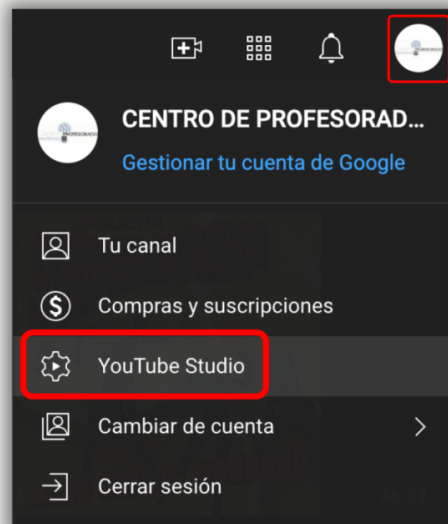 CENTRO DE PROFESORAD...
Gestionar tu cuenta de Google
Tu canal
Compras y suscripciones
YouTube Studio
Cambiar de cuenta
Cerrar sesión